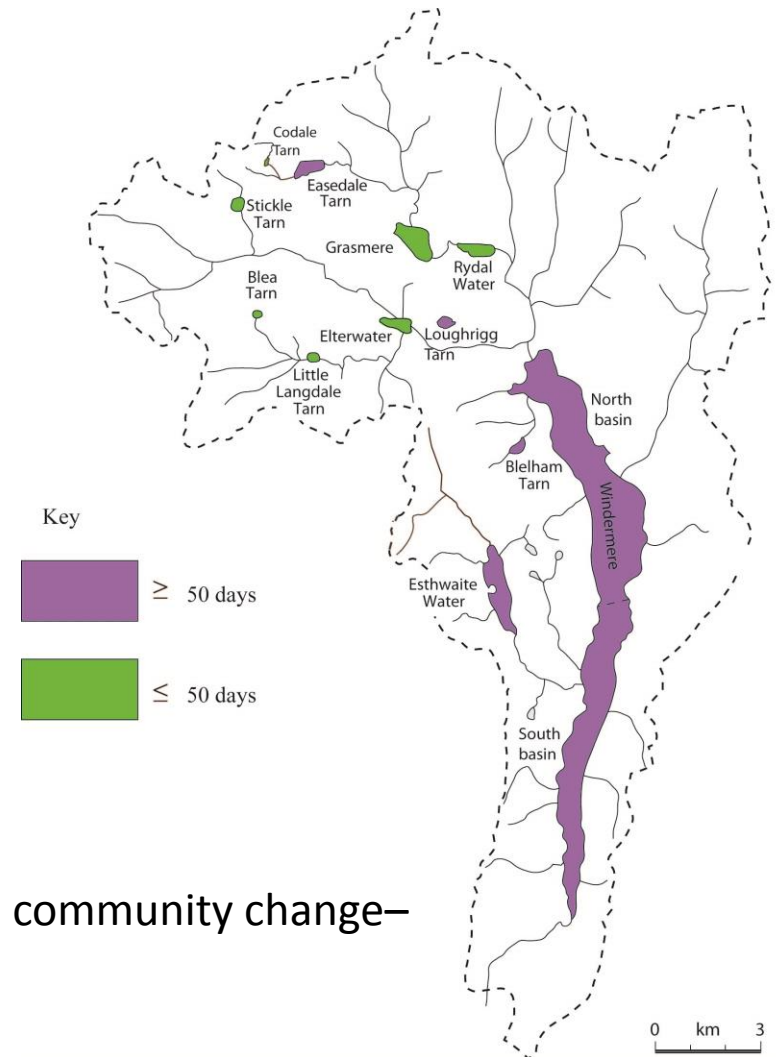 Codale
Tarn
Easedale
Tarn
Stickle
Tarn
Grasmere
Rydal
Water
Blea
Tarn
Elterwater
Loughrigg
Tarn
Little
Langdale
Tarn
North
basin
Blelham
Tarn
Windermere
Key
≥ 50 days
Esthwaite
Water
≤ 50 days
South
basin
community change–
0 km 3